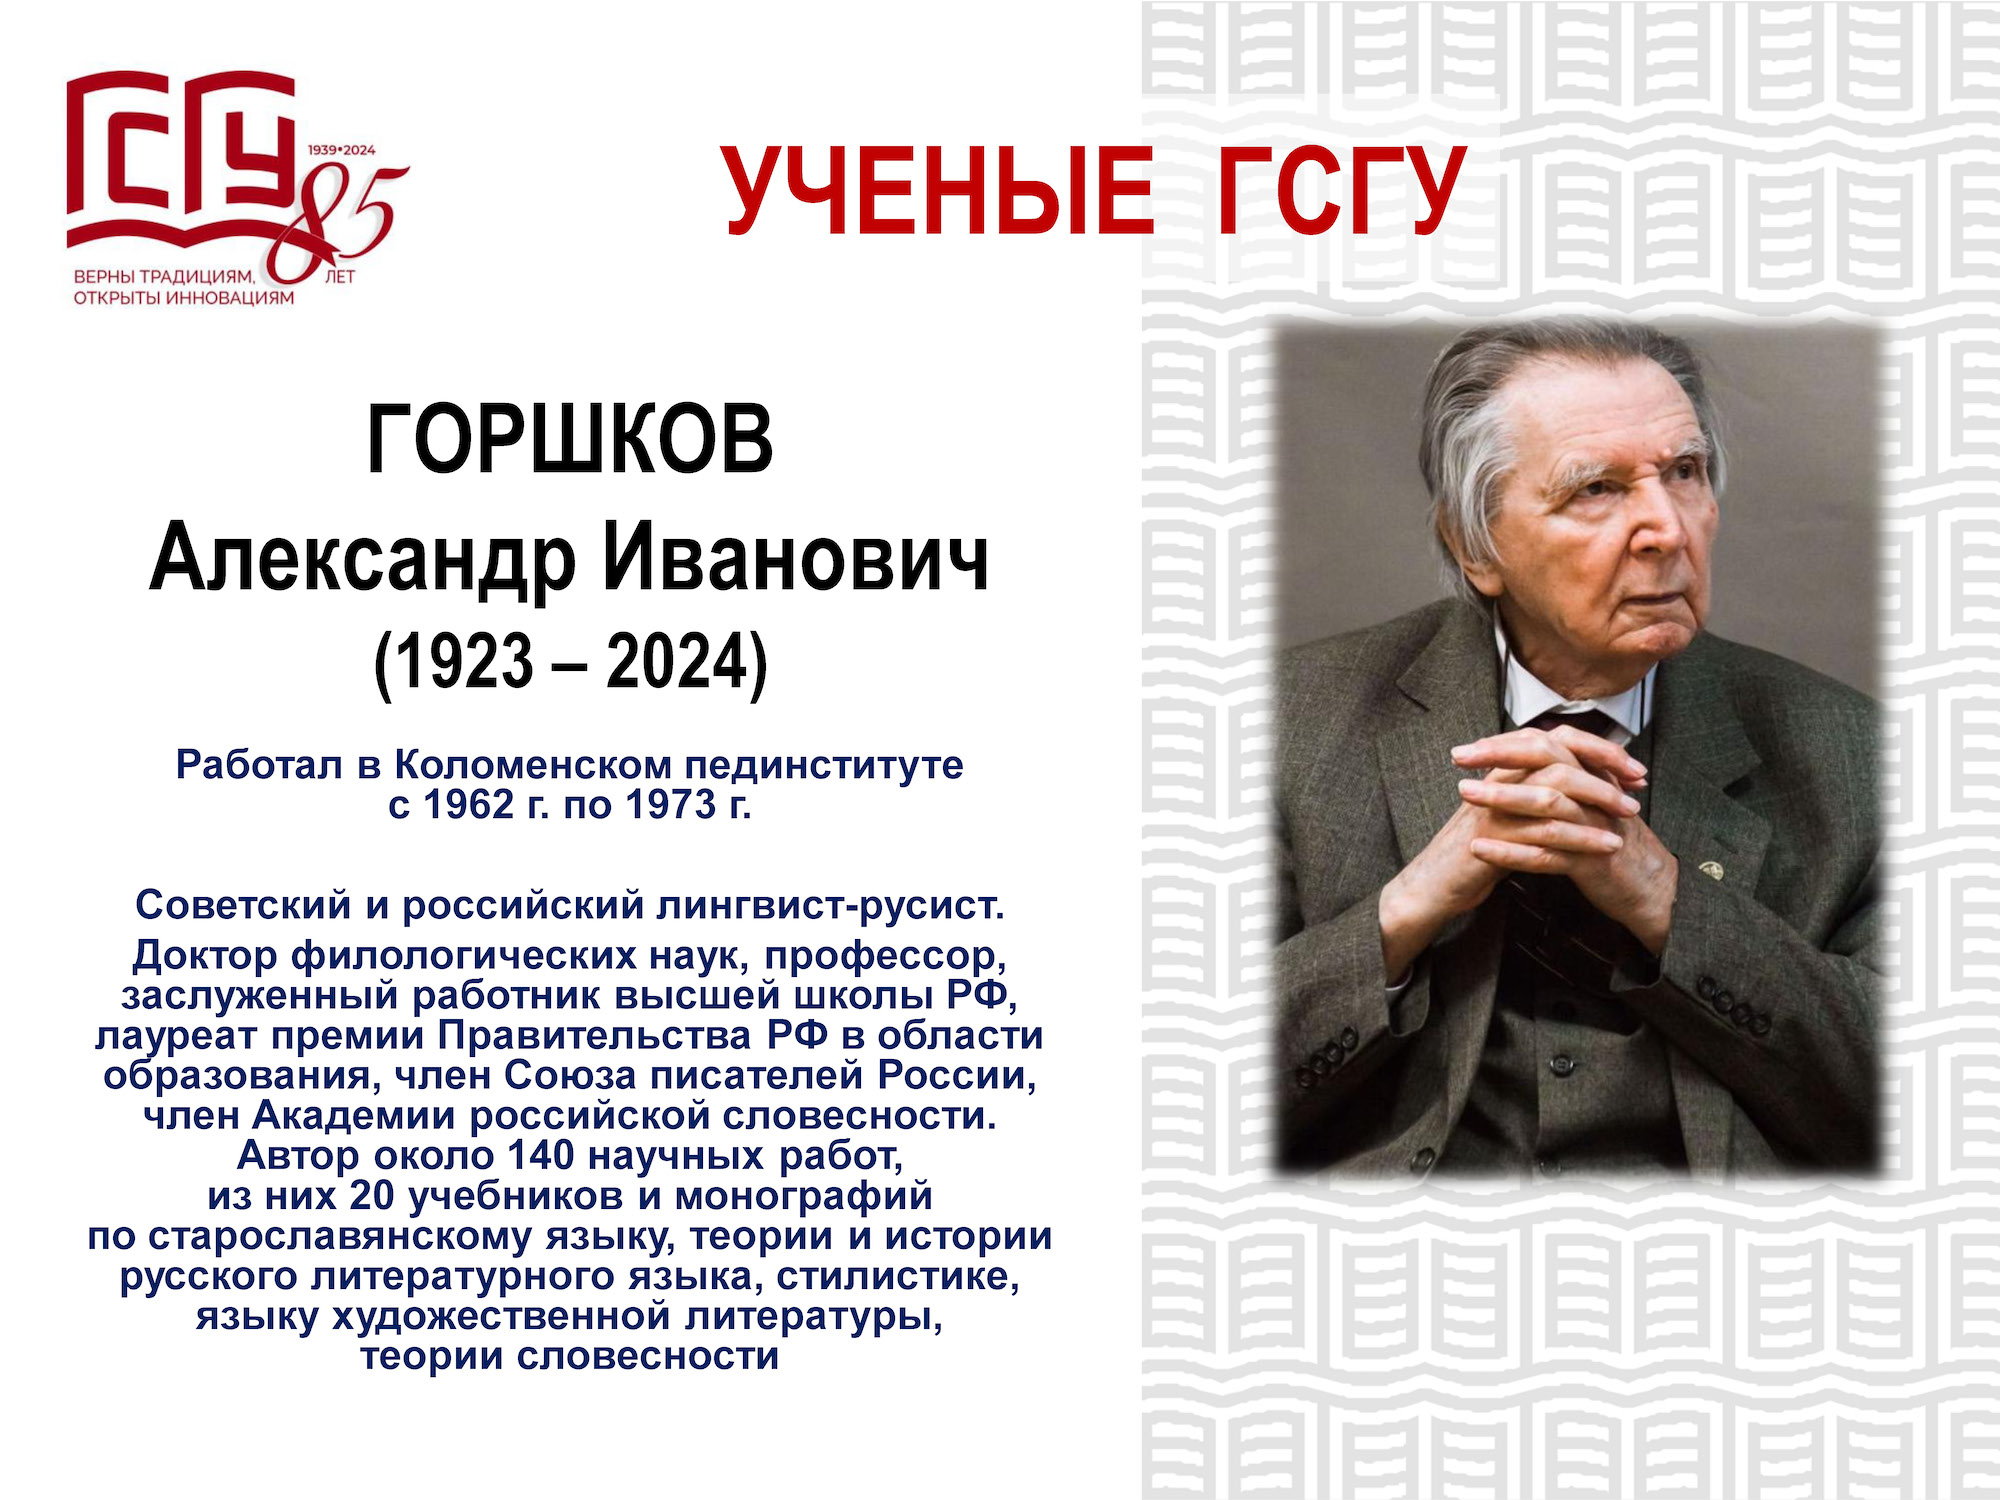 ГСГУ
1939•2024
85
ЛЕТ
ВЕРНЫ ТРАДИЦИЯМ,
ОТКРЫТЫ ИННОВАЦИЯМ
УЧЕНЫЕ ГСГУ
ГОРШКОВ
Александр Иванович
(1923 – 2024)
Работал в Коломенском пединституте
с 1962 г. по 1973 г.
Советский и российский лингвист-русист.
Доктор филологических наук, профессор,
заслуженный работник высшей школы РФ,
лауреат премии Правительства РФ в области
образования, член Союза писателей России,
член Академии российской словесности.
Автор около 140 научных работ,
из них 20 учебников и монографий
по старославянскому языку, теории и истории
русского литературного языка, стилистике,
языку художественной литературы,
теории словесности